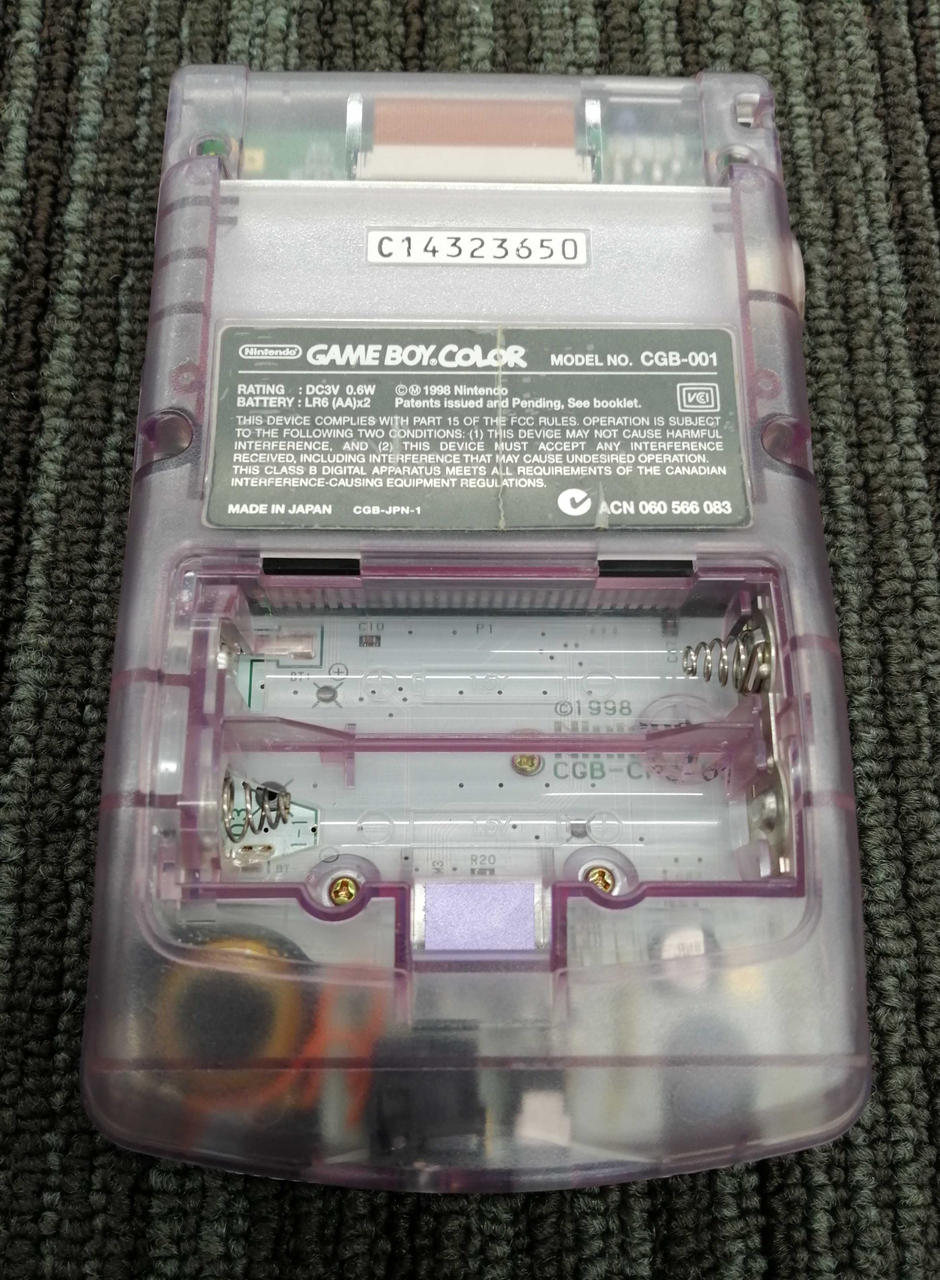 C14323650
Nintendo GAME BOY COLOR MODEL NO. CGB-001
RATING : DC3V 0.6W ©Ⓜ1998 Nintendo
BATTERY : LR6 (AA)x2 Patents issued and Pending, See booklet.
VCI
THIS DEVICE COMPLIES WITH PART 15 OF THE FCC RULES. OPERATION IS SUBJECT
TO THE FOLLOWING TWO CONDITIONS: (1) THIS DEVICE MAY NOT CAUSE HARMFUL
INTERFERENCE, AND (2) THIS DEVICE MUST ACCEPT ANY INTERFERENCE
RECEIVED, INCLUDING INTERFERENCE THAT MAY CAUSE UNDESIRED OPERATION.
THIS CLASS B DIGITAL APPARATUS MEETS ALL REQUIREMENTS OF THE CANADIAN
INTERFERENCE-CAUSING EQUIPMENT REGULATIONS.
MADE IN JAPAN CGB-JPN-1 ACN 060 566 083
C10 P1
©1998
R20